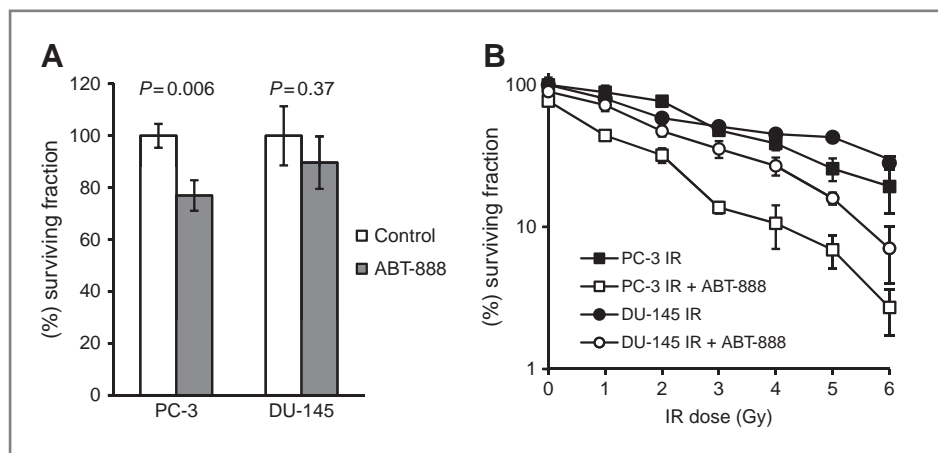 A
(%) surviving fraction
120
100
80
60
40
20
0
P=0.006
P=0.37
PC-3
DU-145
Control
ABT-888
B
(%) surviving fraction
100
10
1
PC-3 IR
PC-3 IR + ABT-888
DU-145 IR
DU-145 IR + ABT-888
0 1 2 3 4 5 6
IR dose (Gy)